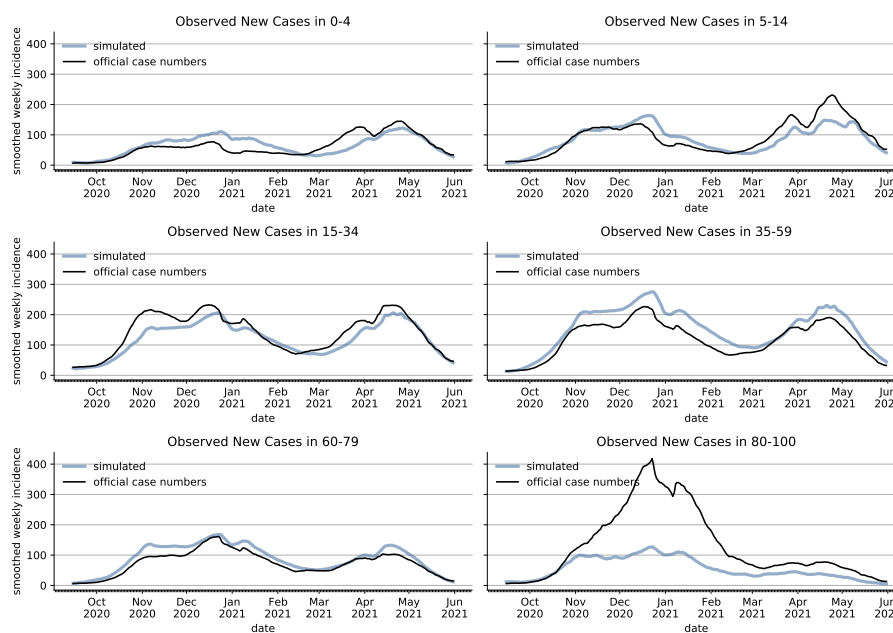 Observed New Cases in 0-4
smoothed weekly incidence
400
300
200
100
0
simulated
official case numbers
Oct Nov Dec Jan Feb Mar Apr May Jun
2020 2020 2020 2021 2021 2021 2021 2021 2021
date
Observed New Cases in 5-14
simulated
official case numbers
Oct Nov Dec Jan Feb Mar Apr May Jun
2020 2020 2020 2021 2021 2021 2021 2021 2021
date
Observed New Cases in 15-34
smoothed weekly incidence
400
300
200
100
0
simulated
official case numbers
Oct Nov Dec Jan Feb Mar Apr May Jun
2020 2020 2020 2021 2021 2021 2021 2021 2021
date
Observed New Cases in 35-59
simulated
official case numbers
Oct Nov Dec Jan Feb Mar Apr May Jun
2020 2020 2020 2021 2021 2021 2021 2021 2021
date
Observed New Cases in 60-79
smoothed weekly incidence
400
300
200
100
0
simulated
official case numbers
Oct Nov Dec Jan Feb Mar Apr May Jun
2020 2020 2020 2021 2021 2021 2021 2021 2021
date
Observed New Cases in 80-100
simulated
official case numbers
Oct Nov Dec Jan Feb Mar Apr May Jun
2020 2020 2020 2021 2021 2021 2021 2021 2021
date